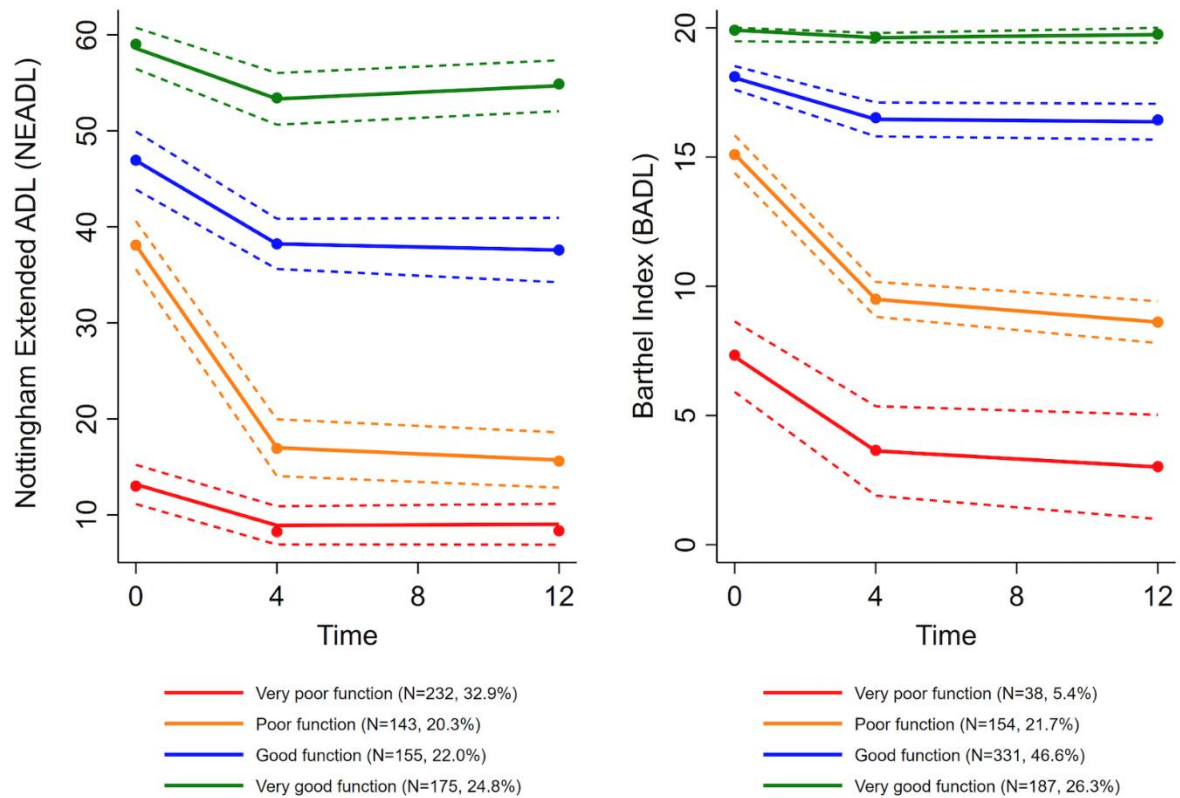 Nottingham Extended ADL (NEADL)
60
50
40
30
20
10
0
4
8
12
Time
Very poor function (N=232, 32.9%)
Poor function (N=143, 20.3%)
Good function (N=155, 22.0%)
Very good function (N=175, 24.8%)
Barthel Index (BADL)
20
15
10
5
0
0
4
8
12
Time
Very poor function (N=38, 5.4%)
Poor function (N=154, 21.7%)
Good function (N=331, 46.6%)
Very good function (N=187, 26.3%)